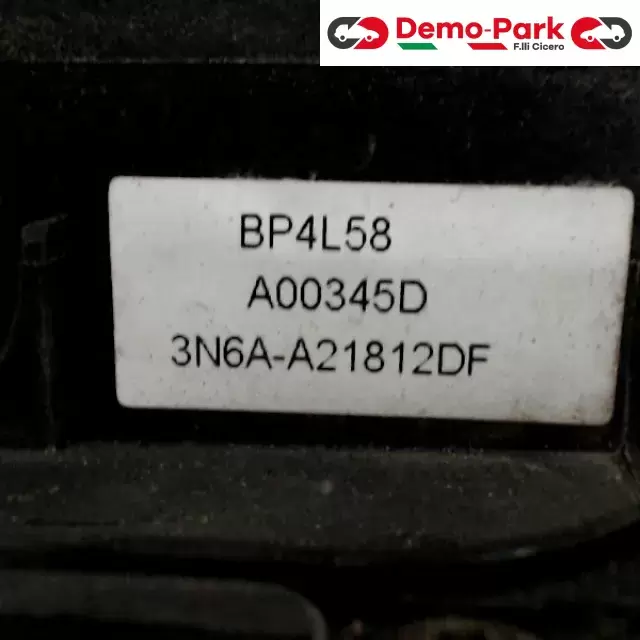 Demo-Park
F.lli Cicero
BP4L58
A00345D
3N6A-A21812DF